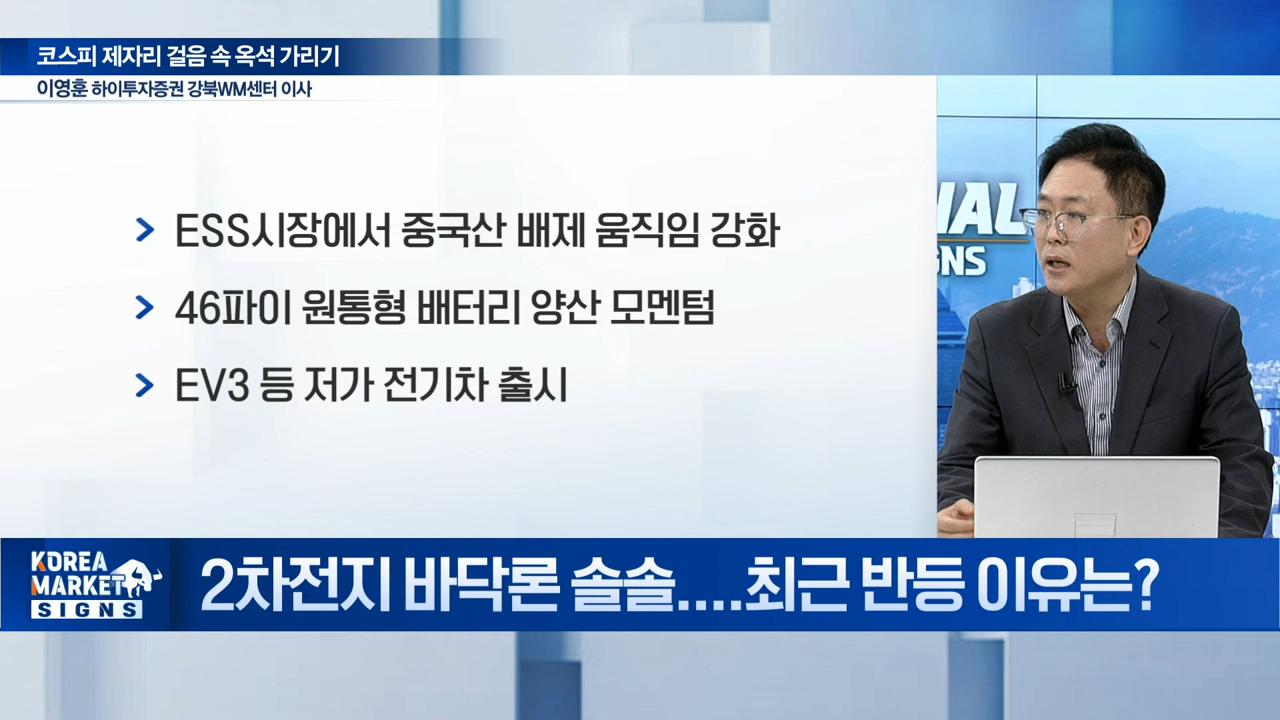 코스피 제자리 걸음 속 옥석 가리기
이영훈 하이투자증권 강북WM센터 이사
> ESS시장에서 중국산 배제 움직임 강화
> 46파이 원통형 배터리 양산 모멘텀
> EV3 등 저가 전기차 출시
NAL
GNS
KOREA
MARKET
SIGNS
2차전지 바닥론 솔솔....최근 반등 이유는?